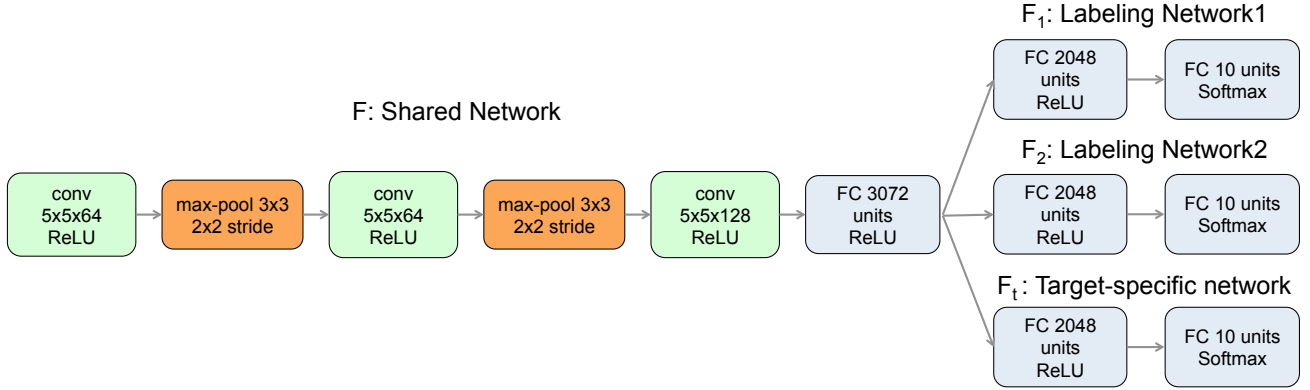 F: Shared Network
conv
5x5x64
ReLU
max-pool 3x3
2x2 stride
conv
5x5x64
ReLU
max-pool 3x3
2x2 stride
conv
5x5x128
ReLU
FC 3072
units
ReLU
F1: Labeling Network1
FC 2048
units
ReLU
FC 10 units
Softmax
F2: Labeling Network2
FC 2048
units
ReLU
FC 10 units
Softmax
Ft : Target-specific network
FC 2048
units
ReLU
FC 10 units
Softmax